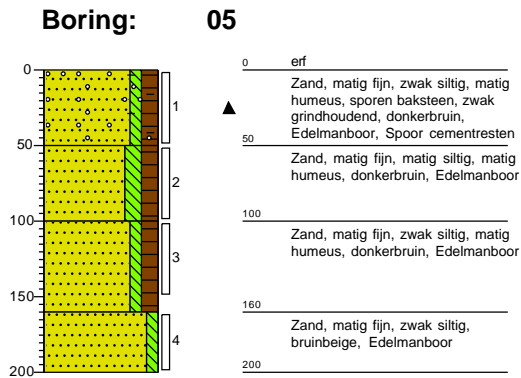 Boring: 05
0
50
100
150
200
1
2
3
4
0 erf
Zand, matig fijn, zwak siltig, matig
humeus, sporen baksteen, zwak
grindhoudend, donkerbruin,
Edelmanboor, Spoor cementresten
50
Zand, matig fijn, matig siltig, matig
humeus, donkerbruin, Edelmanboor
100
Zand, matig fijn, zwak siltig, matig
humeus, donkerbruin, Edelmanboor
160
Zand, matig fijn, zwak siltig,
bruinbeige, Edelmanboor
200